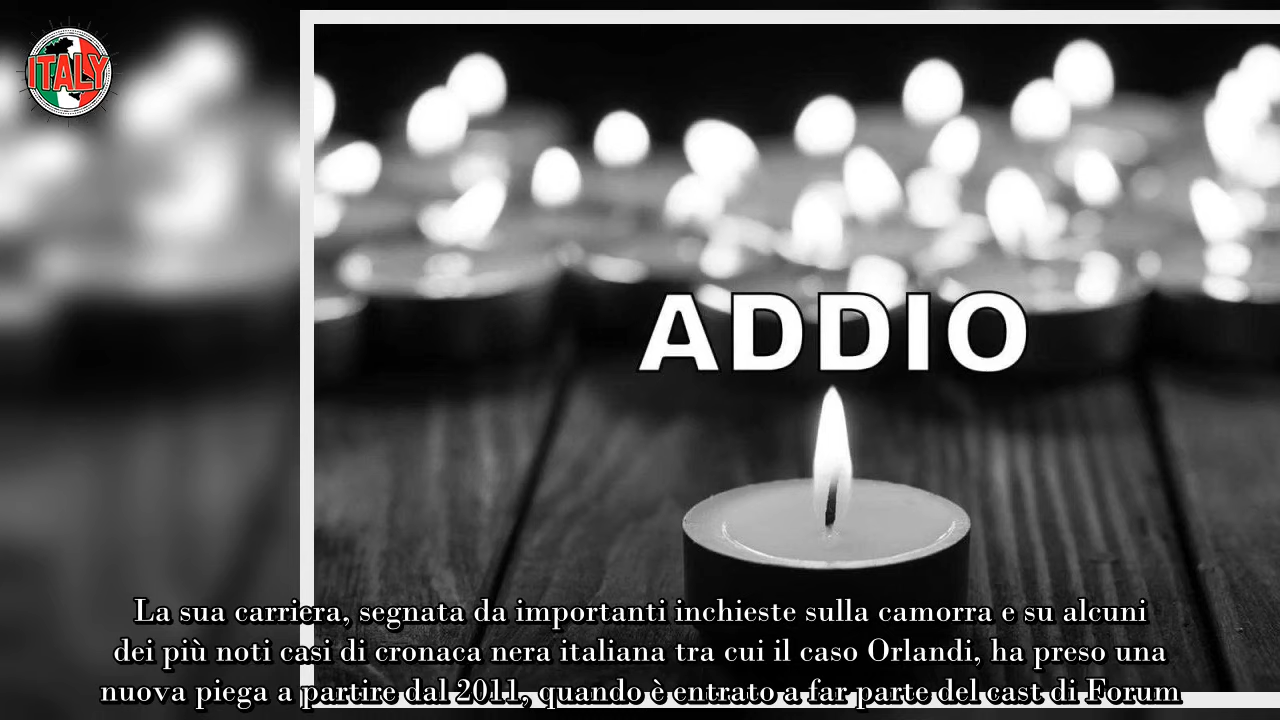 ITALY
ADDIO
La sua carriera, segnata da importanti inchieste sulla camorra e su alcuni
dei più noti casi di cronaca nera italiana tra cui il caso Orlandi, ha preso una
nuova piega a partire dal 2011, quando è entrato a far parte del cast di Forum